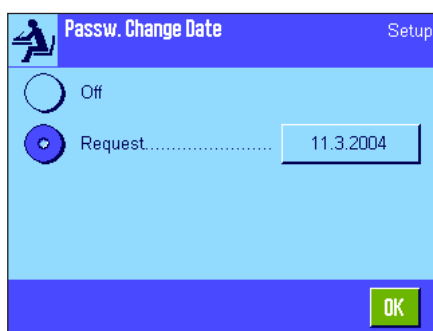 Passw. Change Date Setup
Off
Request........................ 11.3.2004
OK